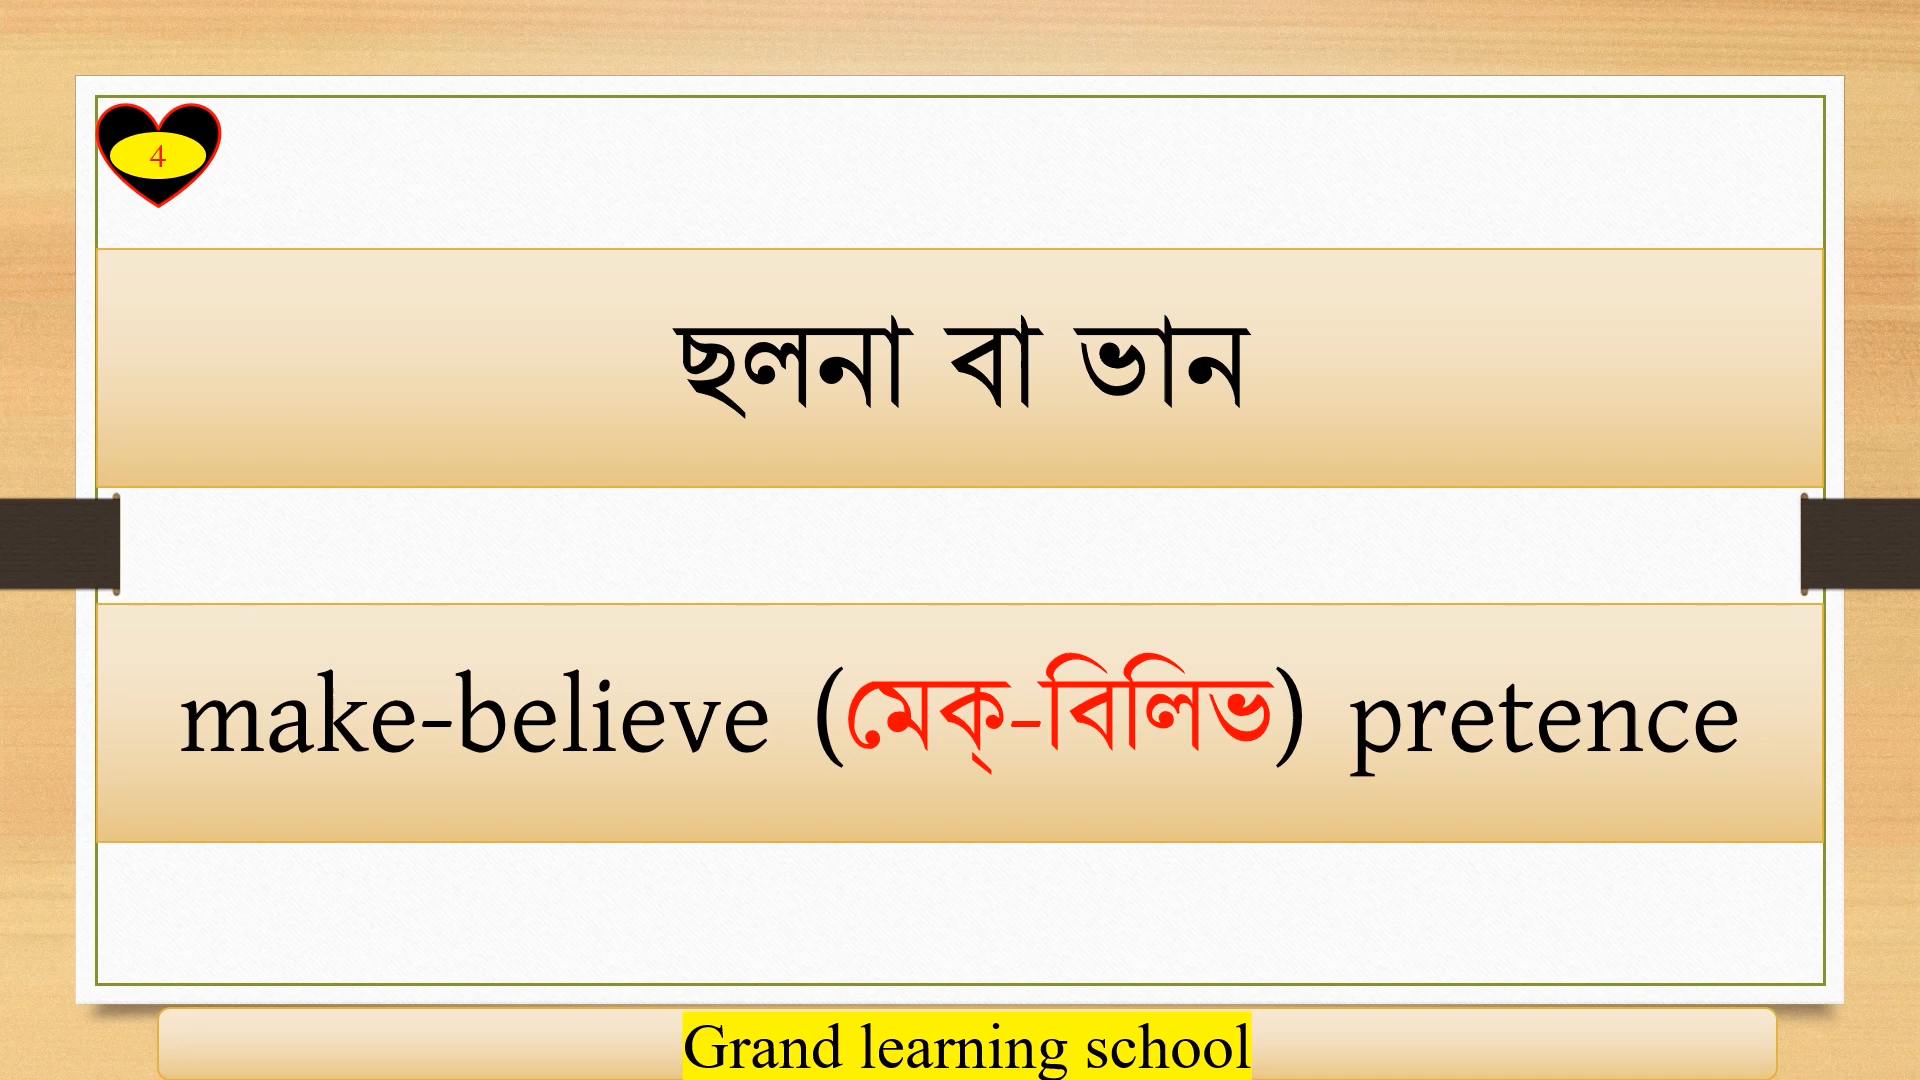 4
ছলনা বা ভান
make-believe (মেক্-বিলিভ) pretence
Grand learning school